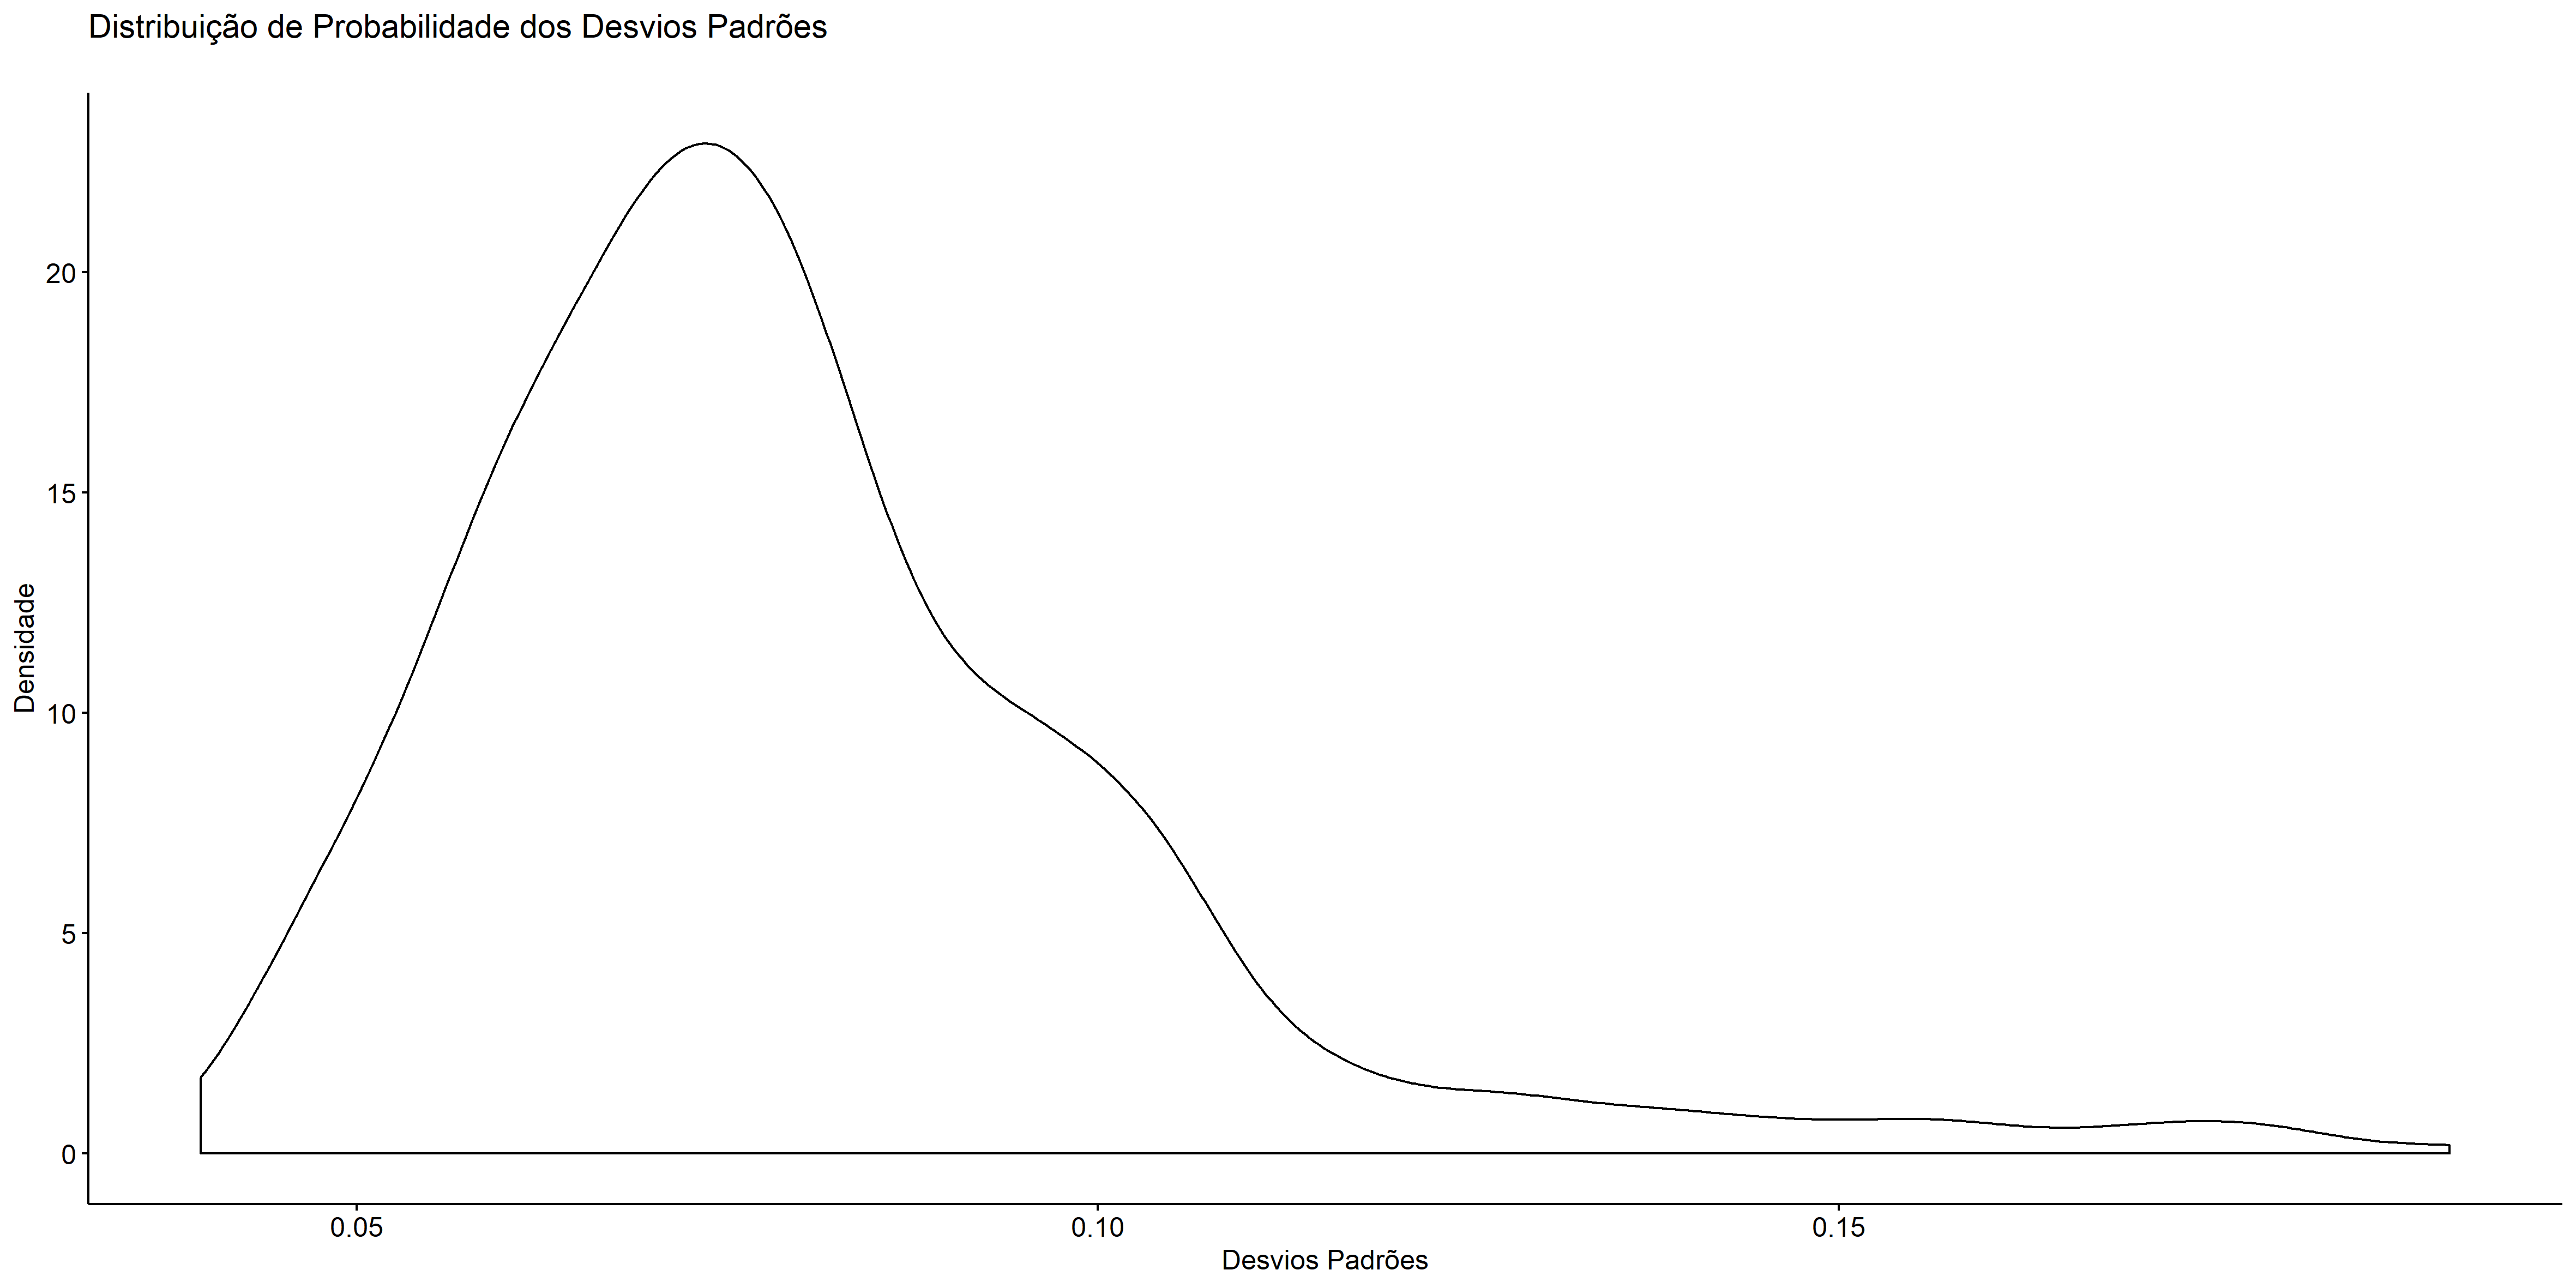 Distribuição de Probabilidade dos Desvios Padrões
20
15
10
5
0
Densidade
0.05
0.10
0.15
Desvios Padrões